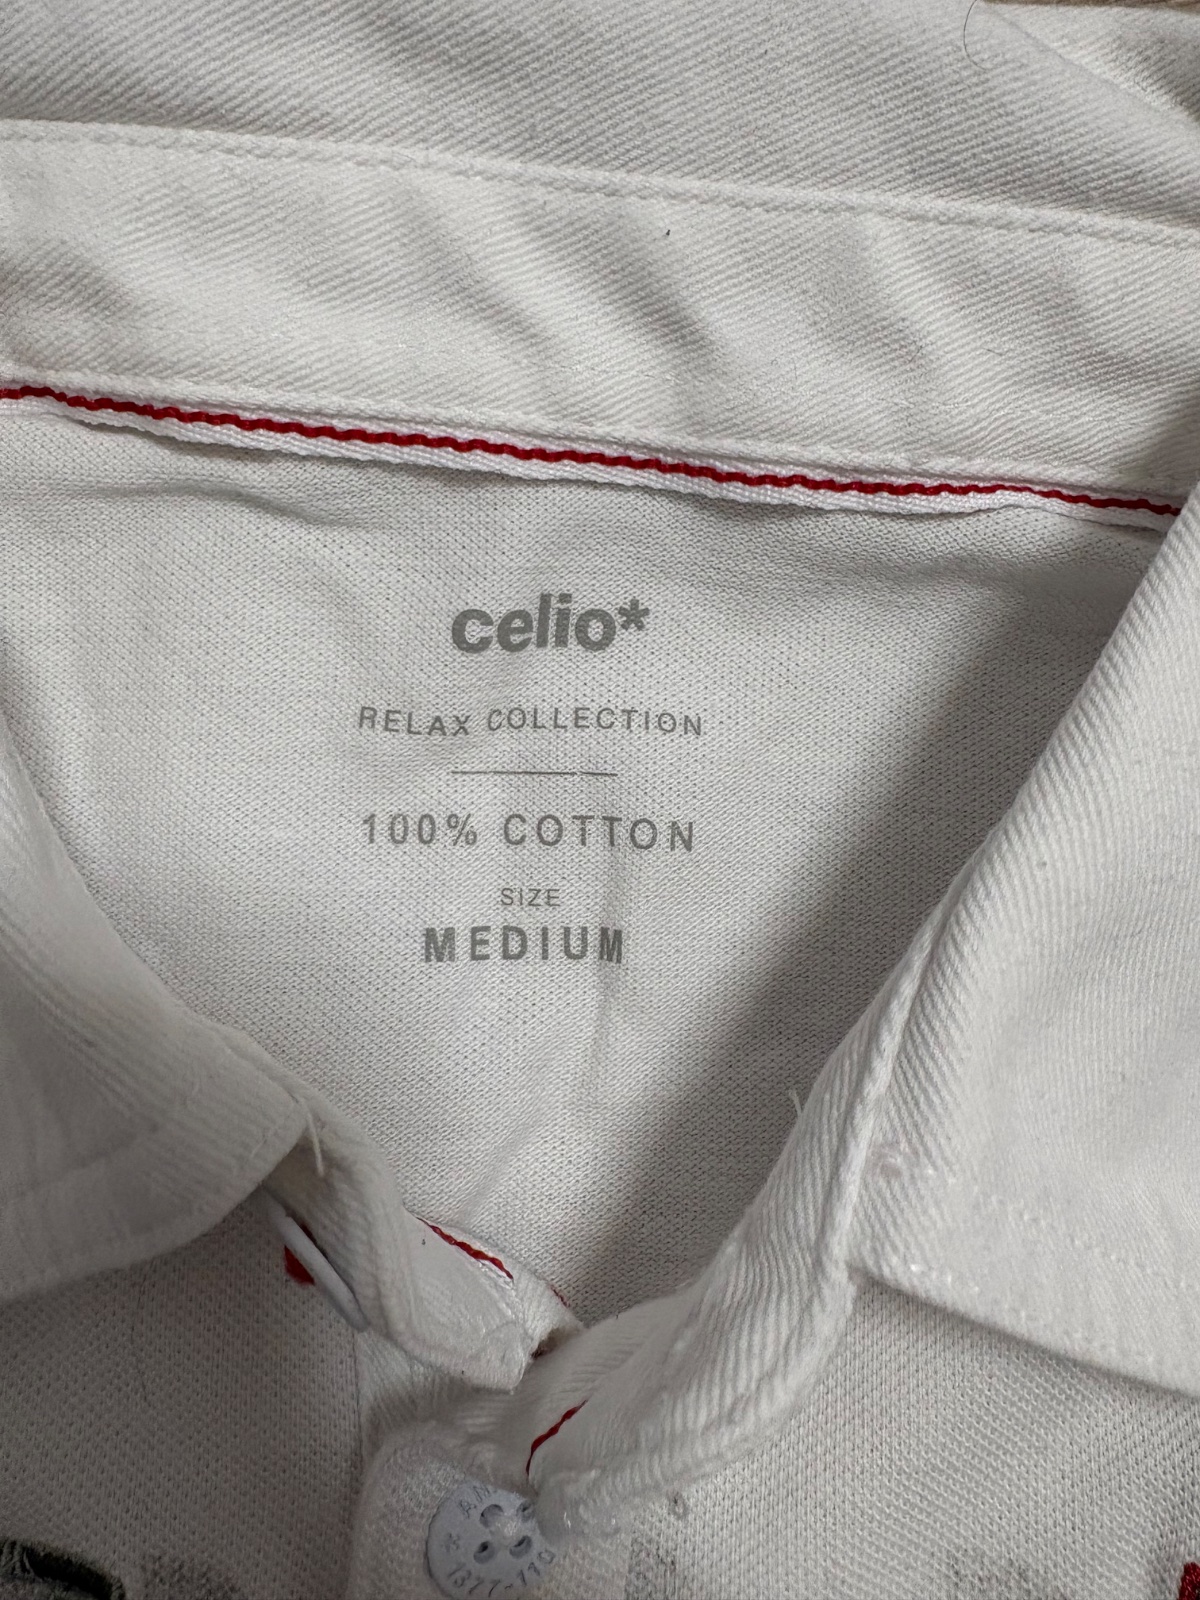 celio*
RELAX COLLECTION
100% COTTON
SIZE
MEDIUM